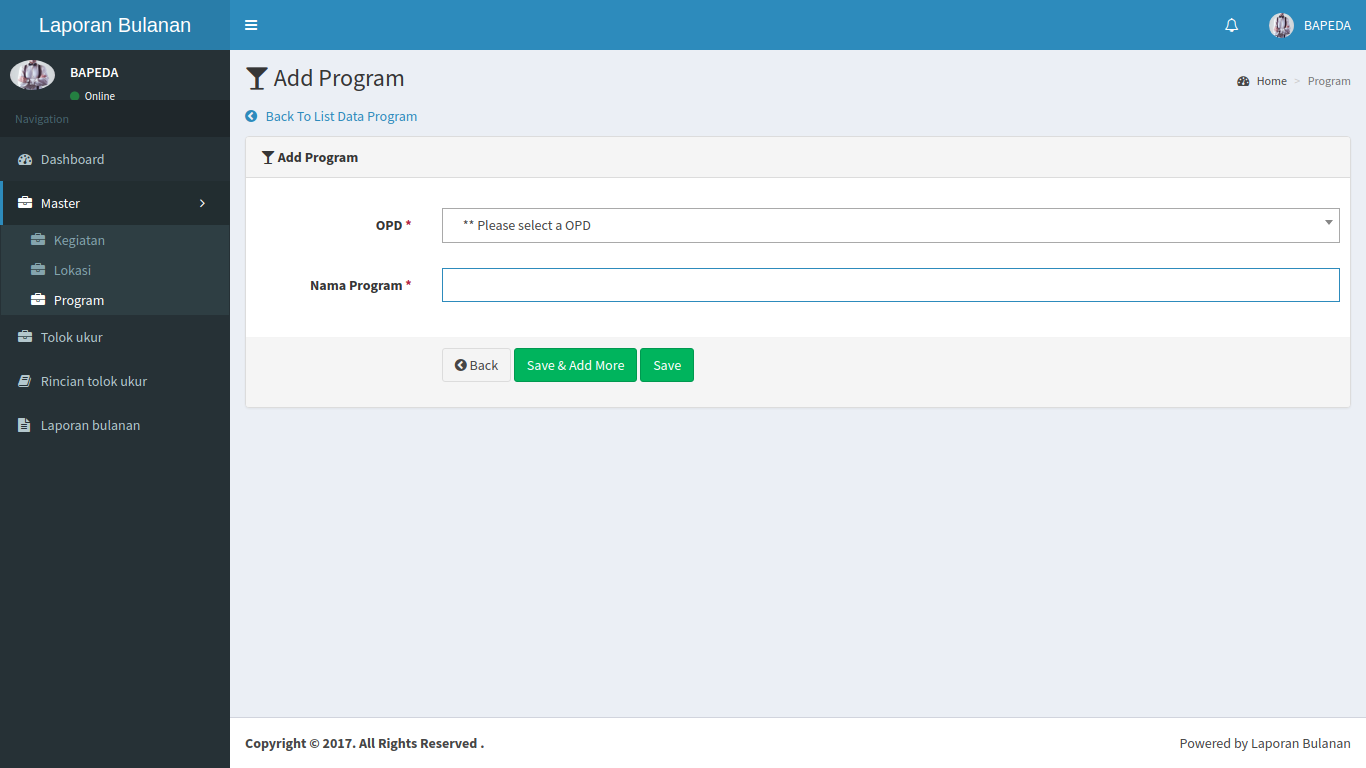 Laporan Bulanan
BAPEDA
BAPEDA
Online
Navigation
Dashboard
Master
Kegiatan
Lokasi
Program
Tolok ukur
Rincian tolok ukur
Laporan bulanan
Add Program
Home > Program
Back To List Data Program
Add Program
OPD *
** Please select a OPD
Nama Program *
Back
Save & Add More
Save
Copyright © 2017. All Rights Reserved .
Powered by Laporan Bulanan